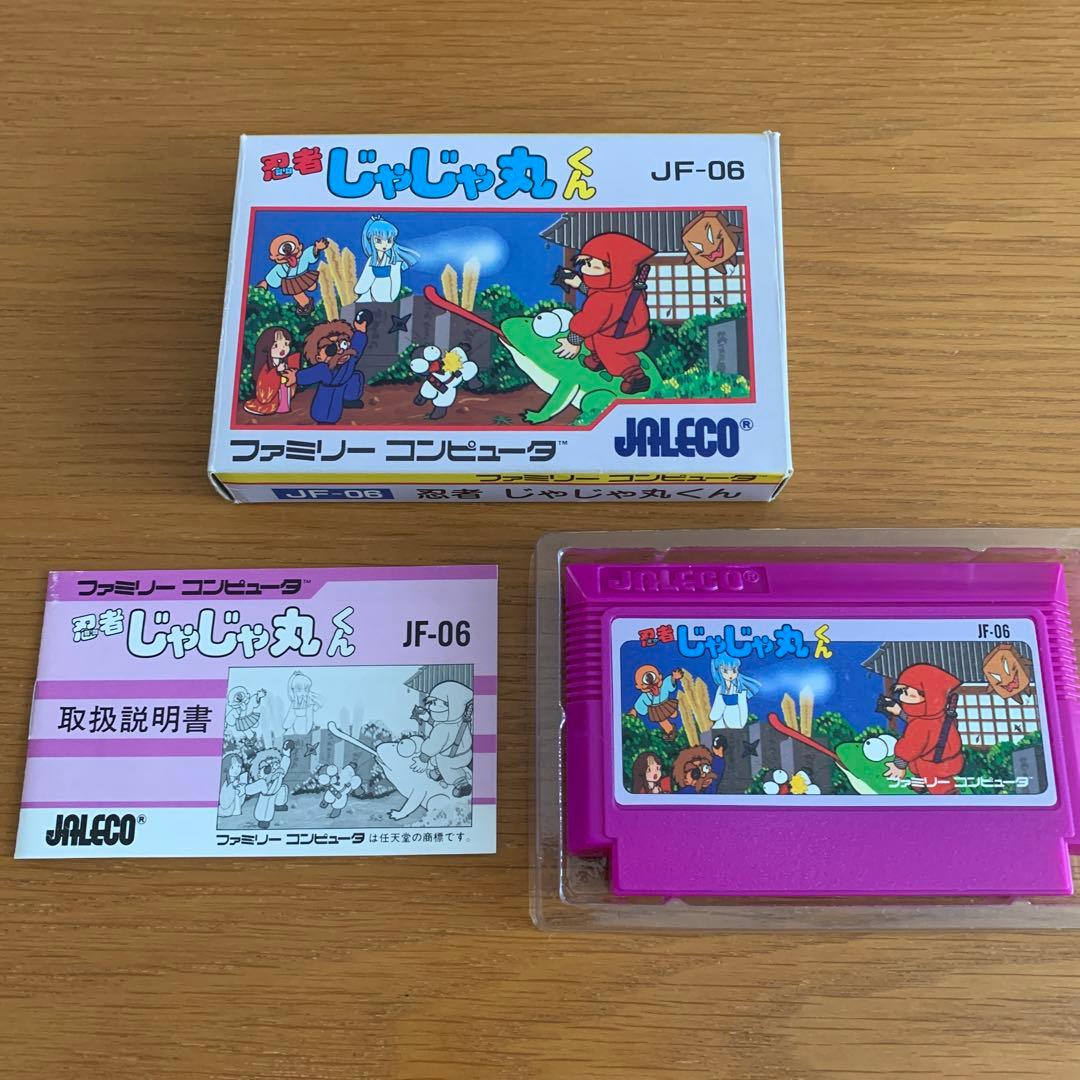 忍者 じゃじゃ丸くん JF-06
ファミリー コンピュータ™ JALECO®
ファミリー コンピュータ™
JF-06 忍者 じゃじゃ丸くん
ファミリー コンピュータ™
忍者 じゃじゃ丸くん JF-06
取扱説明書
JALECO®
ファミリー コンピュータは任天堂の商標です。
JALECO®
忍者 じゃじゃ丸くん JF-06
ファミリー コンピュータ™